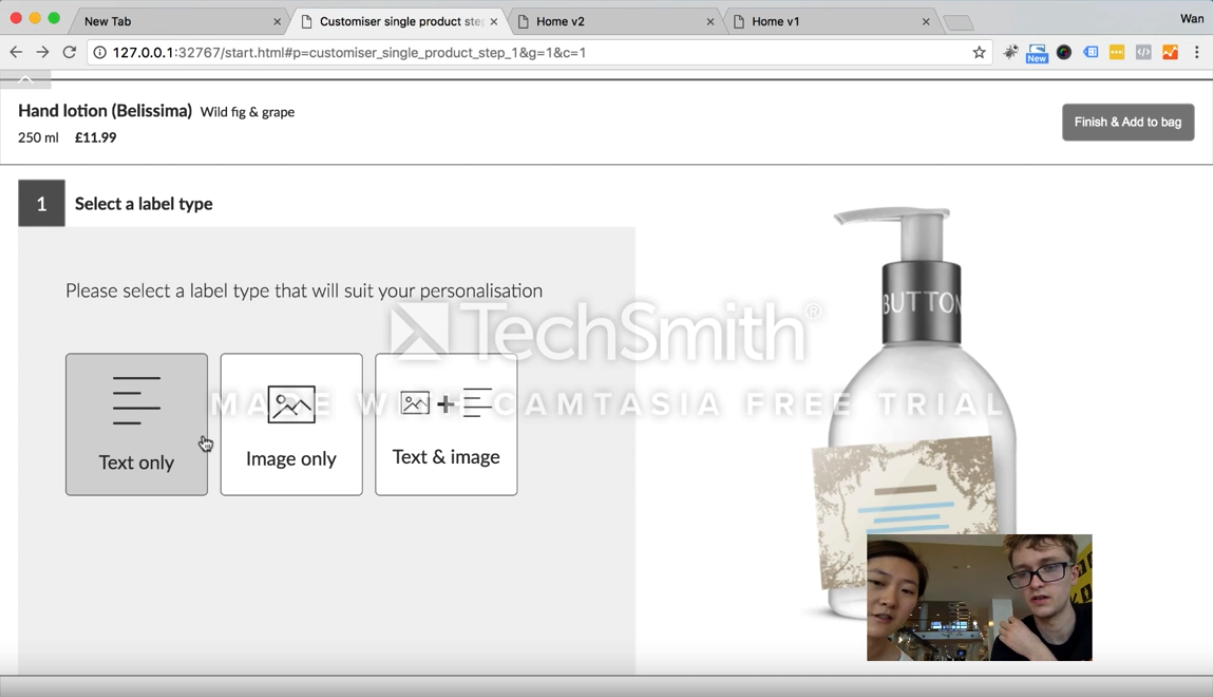 New Tab
Customiser single product ste
Home v2
Home v1
Wan
127.0.0.1:32767/start.html#p=customiser_single_product_step_1&g=1&c=1
New
Hand lotion (Belissima) Wild fig & grape
250 ml £11.99
Finish & Add to bag
1 Select a label type
Please select a label type that will suit your personalisation
BUTTON
TechSmith®
MADE WITH CAMTASIA FREE TRIAL
Text only
Image only
Text & image